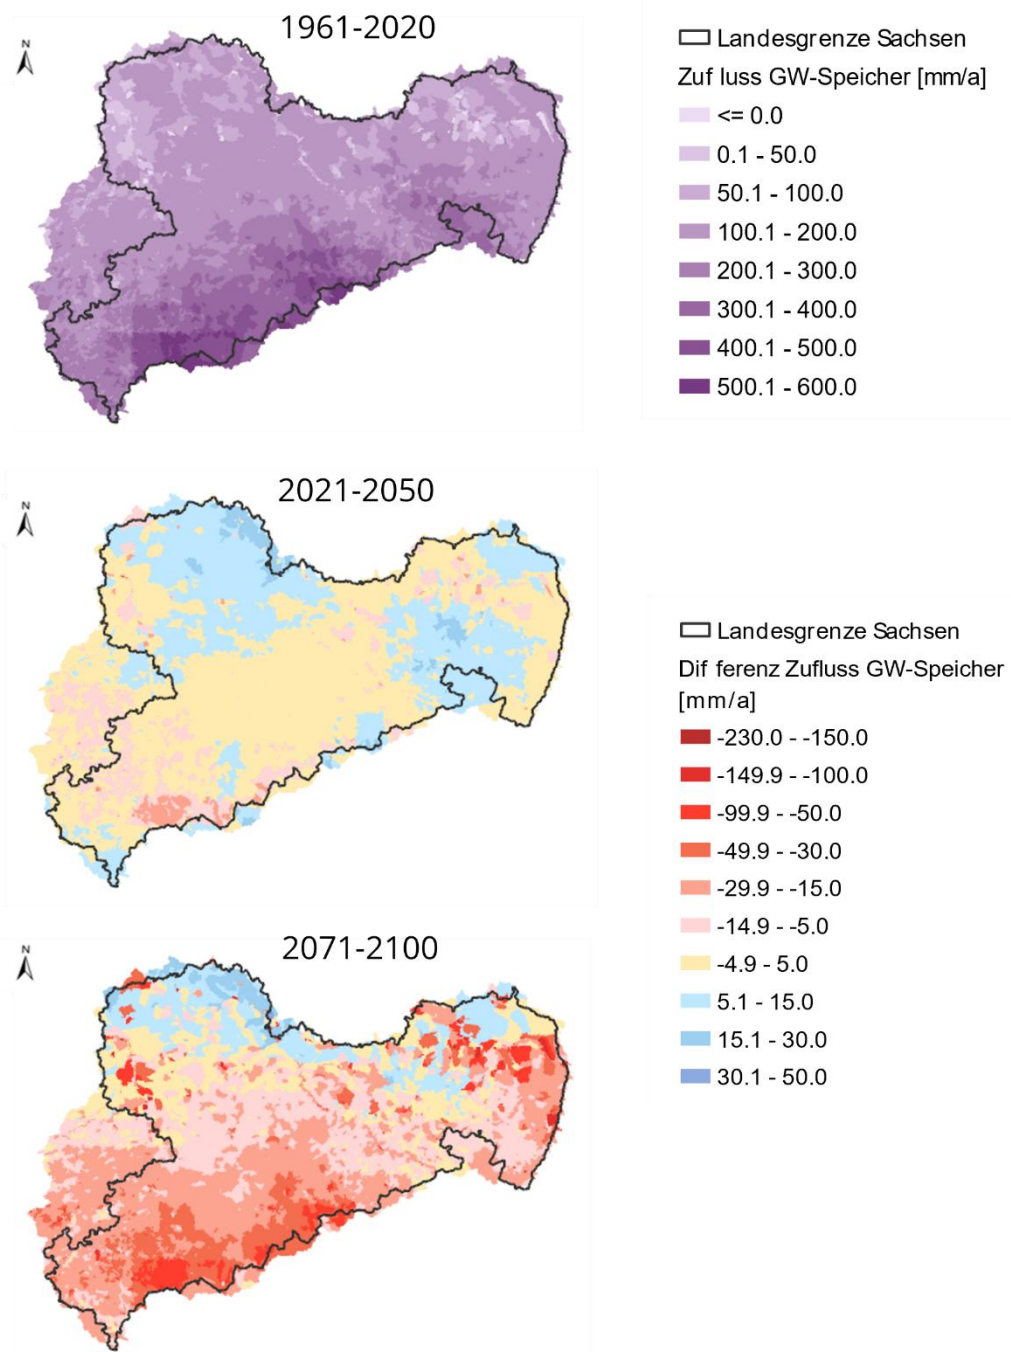 1961-2020
N
Landesgrenze Sachsen
Zuf luss GW-Speicher [mm/a]
<= 0.0
0.1 - 50.0
50.1 - 100.0
100.1 - 200.0
200.1 - 300.0
300.1 - 400.0
400.1 - 500.0
500.1 - 600.0
2021-2050
N
Landesgrenze Sachsen
Dif ferenz Zufluss GW-Speicher
[mm/a]
-230.0 - -150.0
-149.9 - -100.0
-99.9 - -50.0
-49.9 - -30.0
-29.9 - -15.0
-14.9 - -5.0
-4.9 - 5.0
5.1 - 15.0
15.1 - 30.0
30.1 - 50.0
2071-2100
N